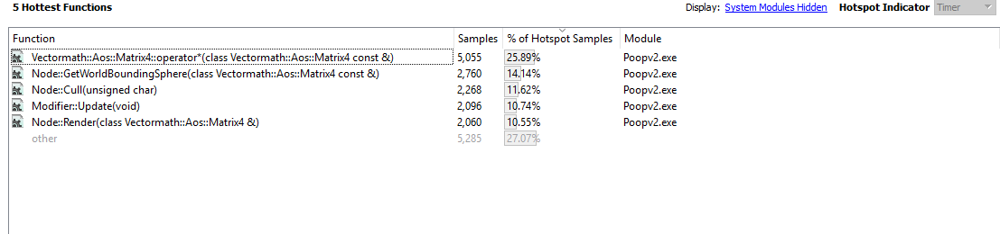 5 Hottest Functions Display: System Modules Hidden Hotspot Indicator Timer
Function Samples % of Hotspot Samples Module
Vectormath::Aos::Matrix4::operator*(class Vectormath::Aos::Matrix4 const &) 5,055 25.89% Poopv2.exe
Node::GetWorldBoundingSphere(class Vectormath::Aos::Matrix4 const &) 2,760 14.14% Poopv2.exe
Node::Cull(unsigned char) 2,268 11.62% Poopv2.exe
Modifier::Update(void) 2,096 10.74% Poopv2.exe
Node::Render(class Vectormath::Aos::Matrix4 &) 2,060 10.55% Poopv2.exe
other 5,285 27.07%